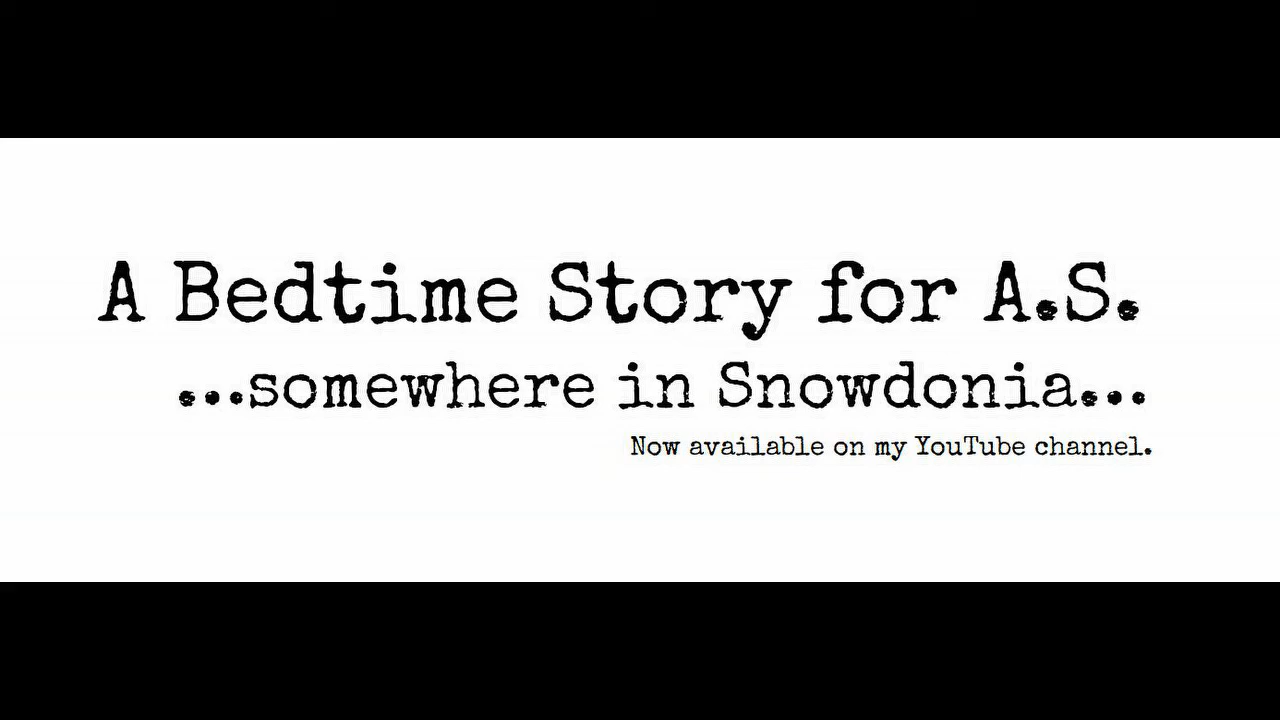 A Bedtime Story for A.S.
...somewhere in Snowdonia...
Now available on my YouTube channel.